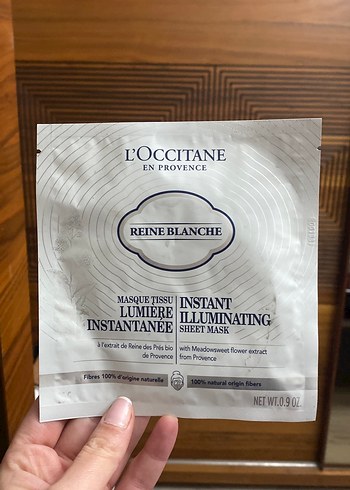 L'OCCITANE
EN PROVENCE
REINE BLANCHE
MASQUE TISSU
LUMIÈRE
INSTANTANÉE
à l'extrait de Reine des Prés bio
de Provence
INSTANT
ILLUMINATING
SHEET MASK
with Meadowsweet flower extract
from Provence
Fibres 100% d'origine naturelle
100% natural origin fibers
NET WT. 0.9 OZ.